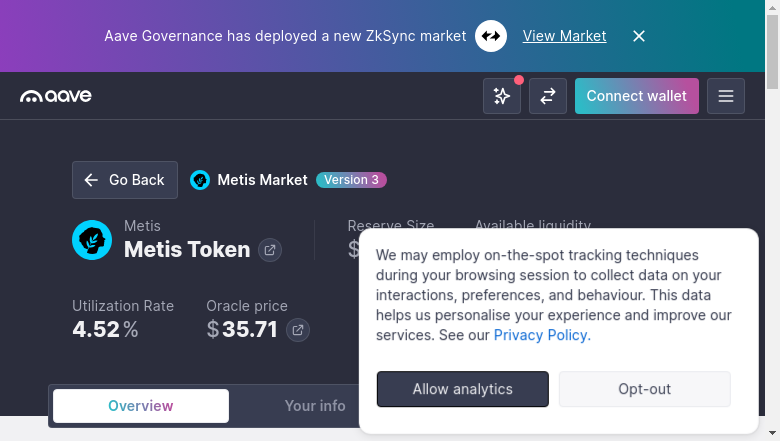 Aave Governance has deployed a new ZkSync market View Market
aave
Connect wallet
Go Back
Metis Market
Version 3
Metis
Metis Token
Reserve Size
Available liquidity
$
Utilization Rate
4.52 %
Oracle price
$ 35.71
We may employ on-the-spot tracking techniques
during your browsing session to collect data on your
interactions, preferences, and behaviour. This data
helps us personalise your experience and improve our
services. See our Privacy Policy.
Allow analytics
Opt-out
Overview
Your info